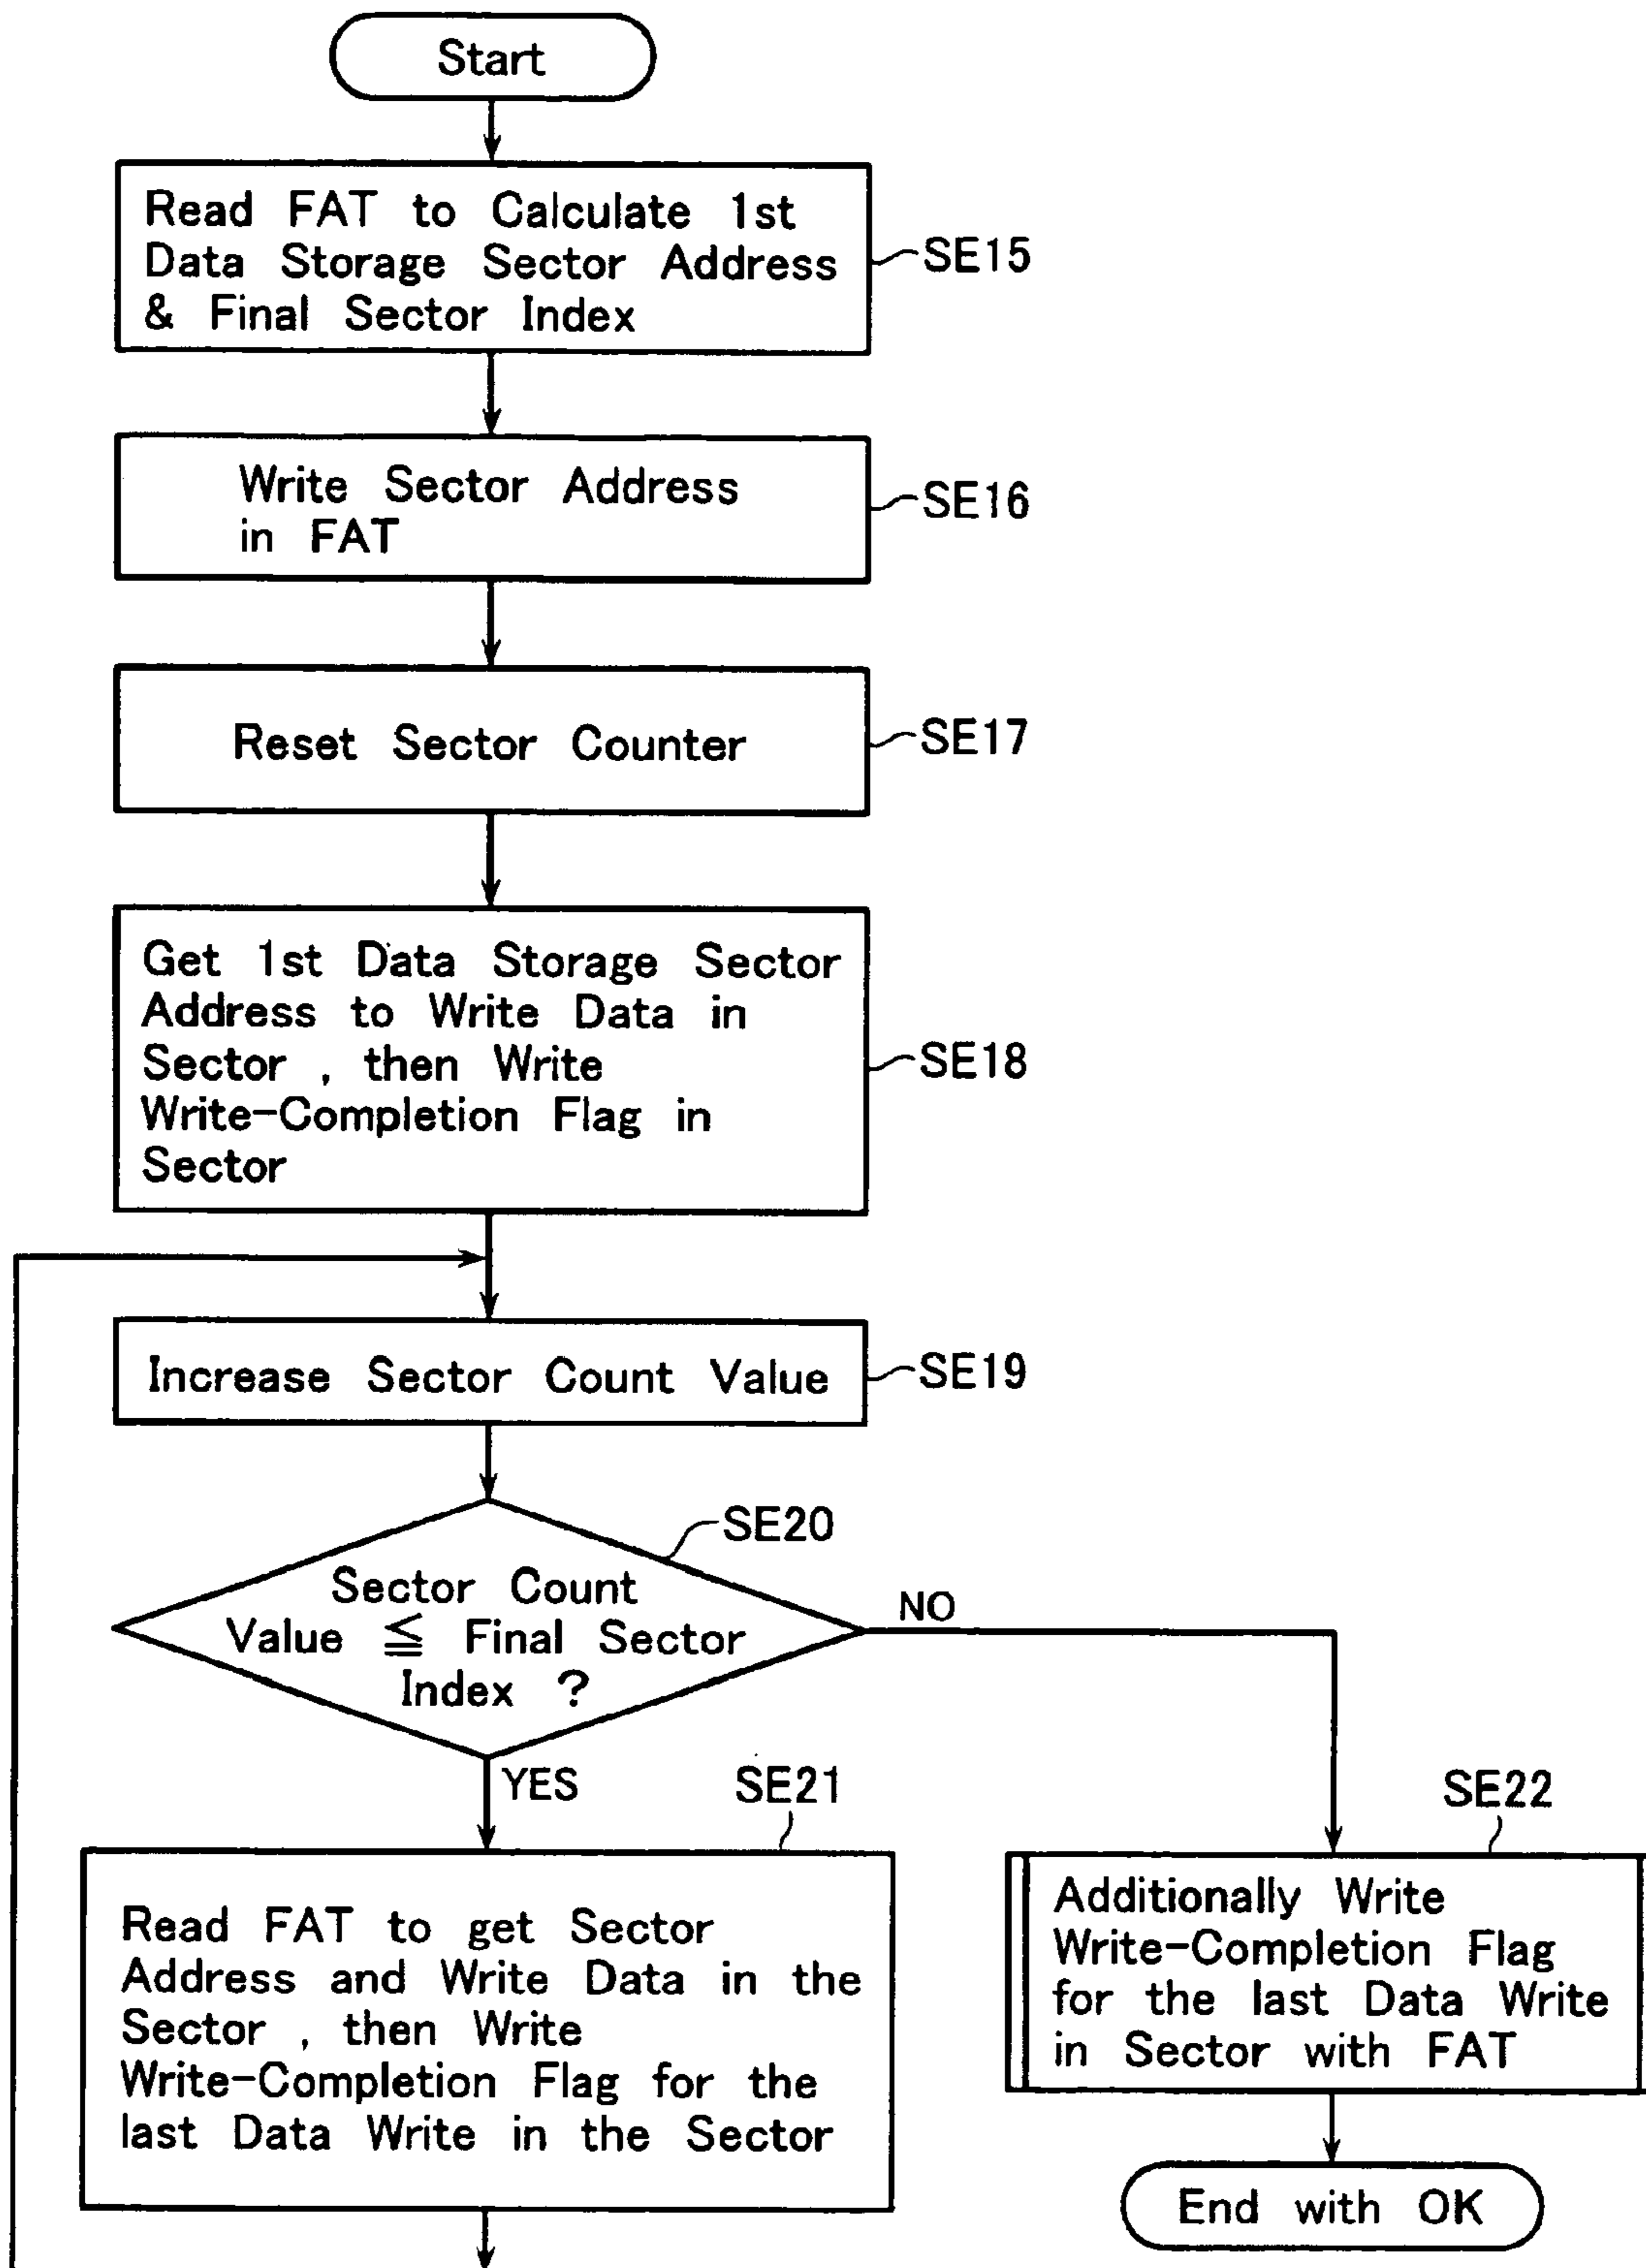 Start
Read FAT to Calculate 1st
Data Storage Sector Address
& Final Sector Index
SE15
Write Sector Address
in FAT
SE16
Reset Sector Counter
SE17
Get 1st Data Storage Sector
Address to Write Data in
Sector , then Write
Write-Completion Flag in
Sector
SE18
Increase Sector Count Value
SE19
SE20
Sector Count
Value ≦ Final Sector
Index ?
NO
YES
SE21
Read FAT to get Sector
Address and Write Data in the
Sector , then Write
Write-Completion Flag for the
last Data Write in the Sector
SE22
Additionally Write
Write-Completion Flag
for the last Data Write
in Sector with FAT
End with OK